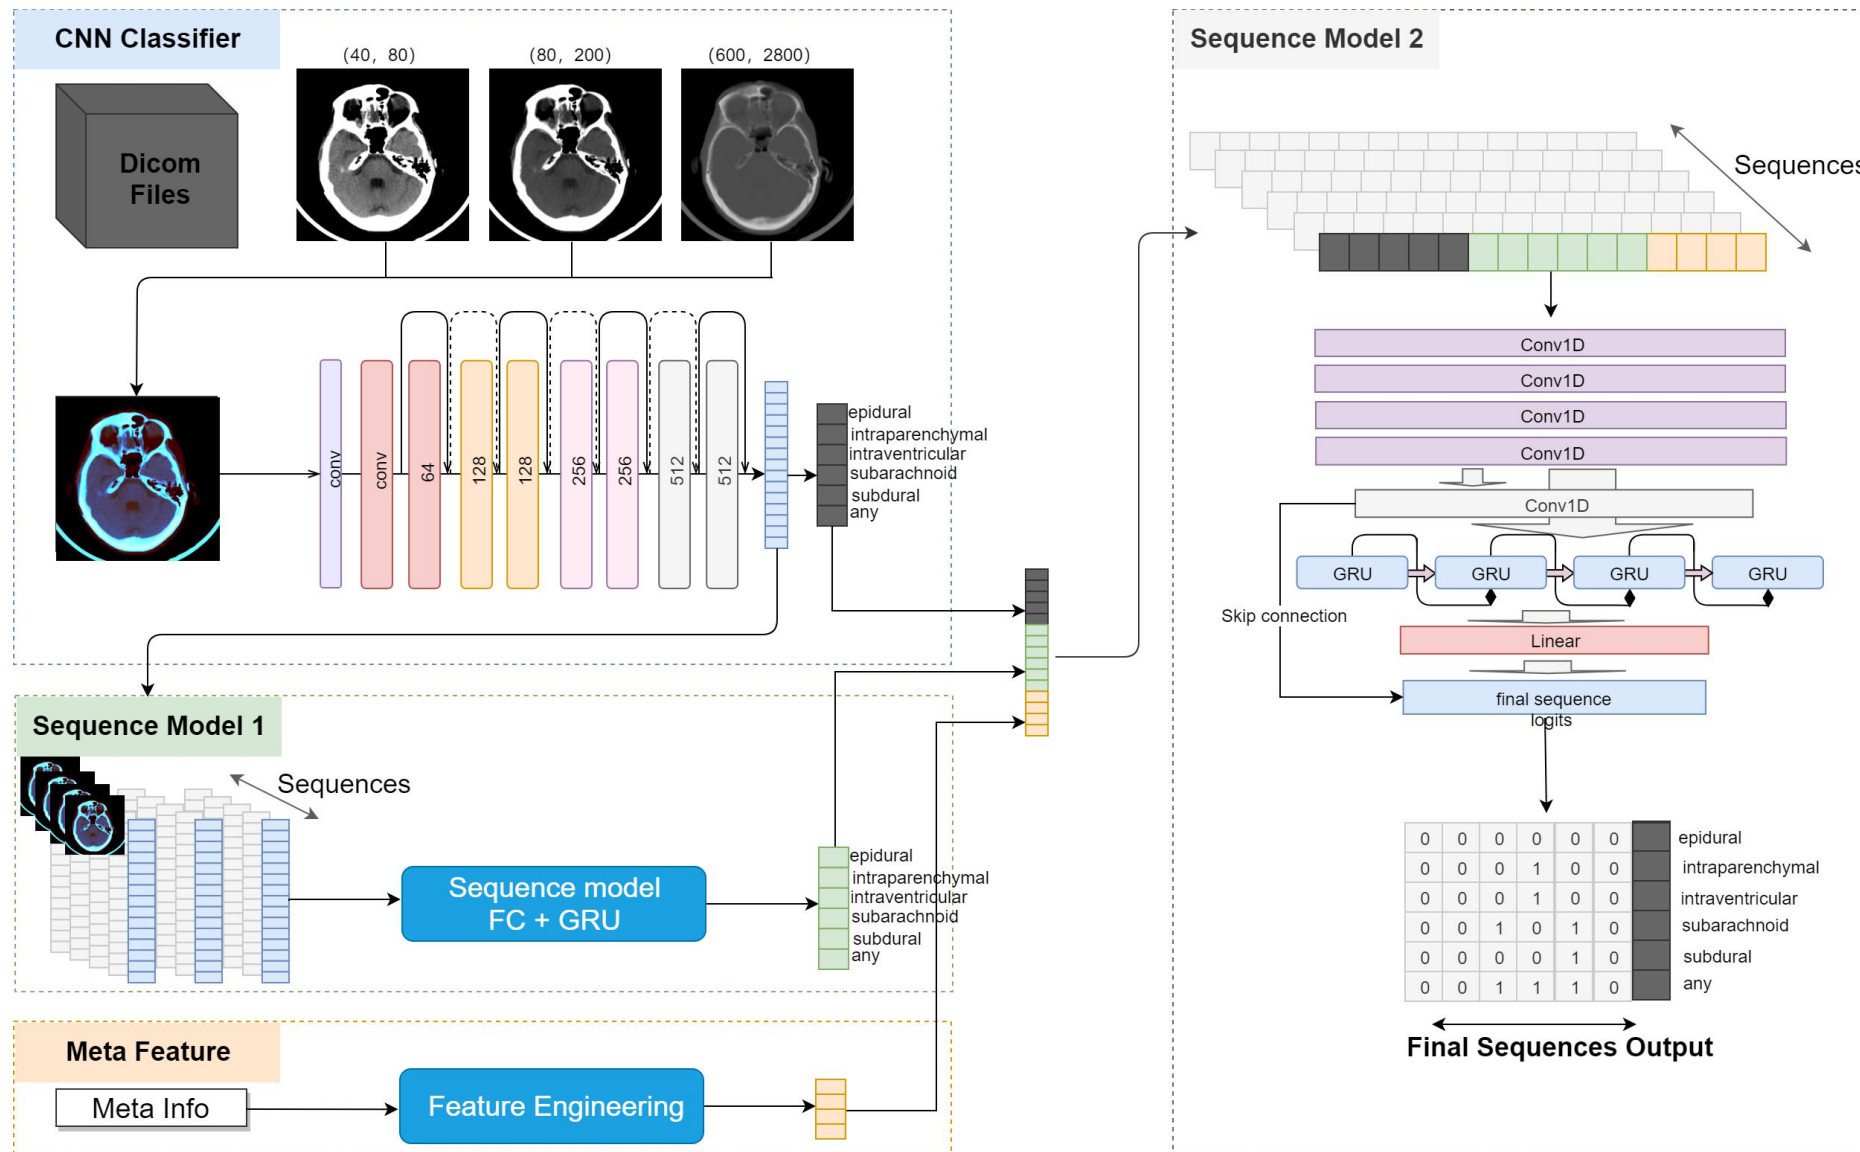 CNN Classifier
(40, 80)
(80, 200)
(600, 2800)
Dicom
Files
conv
conv
64
128
128
256
256
512
512
epidural
intraparenchymal
intraventricular
subarachnoid
subdural
any
Sequence Model 1
Sequences
Sequence model
FC + GRU
epidural
intraparenchymal
intraventricular
subarachnoid
subdural
any
Meta Feature
Meta Info
Feature Engineering
Sequence Model 2
Sequences
Conv1D
Conv1D
Conv1D
Conv1D
Conv1D
GRU
GRU
GRU
GRU
Skip connection
Linear
final sequence
logits
0 0 0 0 0 0 epidural
0 0 0 1 0 0 intraparenchymal
0 0 0 1 0 0 intraventricular
0 0 1 0 1 0 subarachnoid
0 0 0 0 1 0 subdural
0 0 1 1 1 0 any
Final Sequences Output